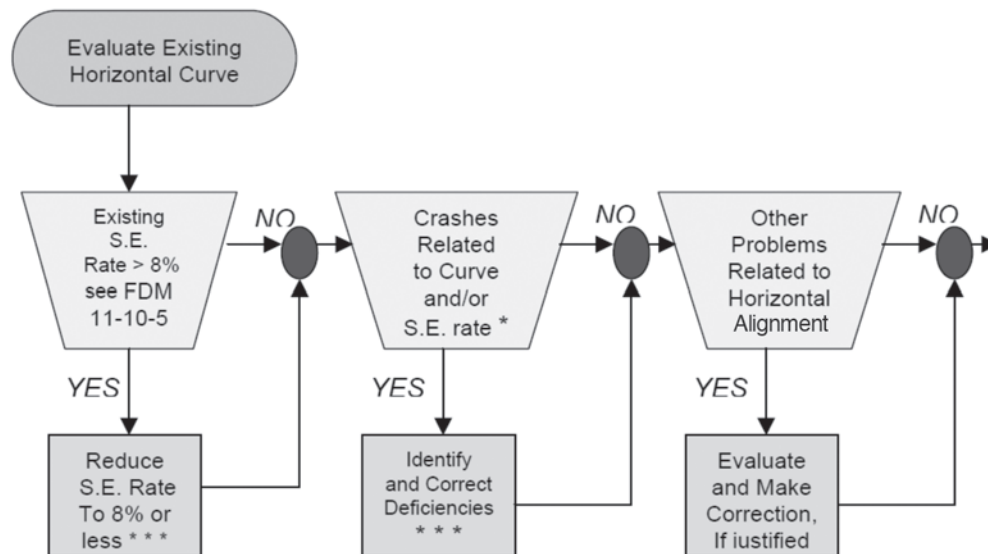 Evaluate Existing
Horizontal Curve
Existing
S.E.
Rate > 8%
see FDM
11-10-5
NO
Crashes
Related
to Curve
and/or
S.E. rate *
NO
Other
Problems
Related to
Horizontal
Alignment
NO
YES
YES
YES
Reduce
S.E. Rate
To 8% or
less * * *
Identify
and Correct
Deficiencies
* * *
Evaluate
and Make
Correction,
If iustified